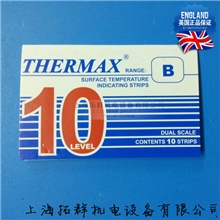 ENGLAND
英国正品保证
THERMAX®
RANGE:
B
SURFACE TEMPERATURE
INDICATING STRIPS
10
LEVEL
DUAL SCALE
CONTENTS 10 STRIPS
上海拓辉机电设备有限公司